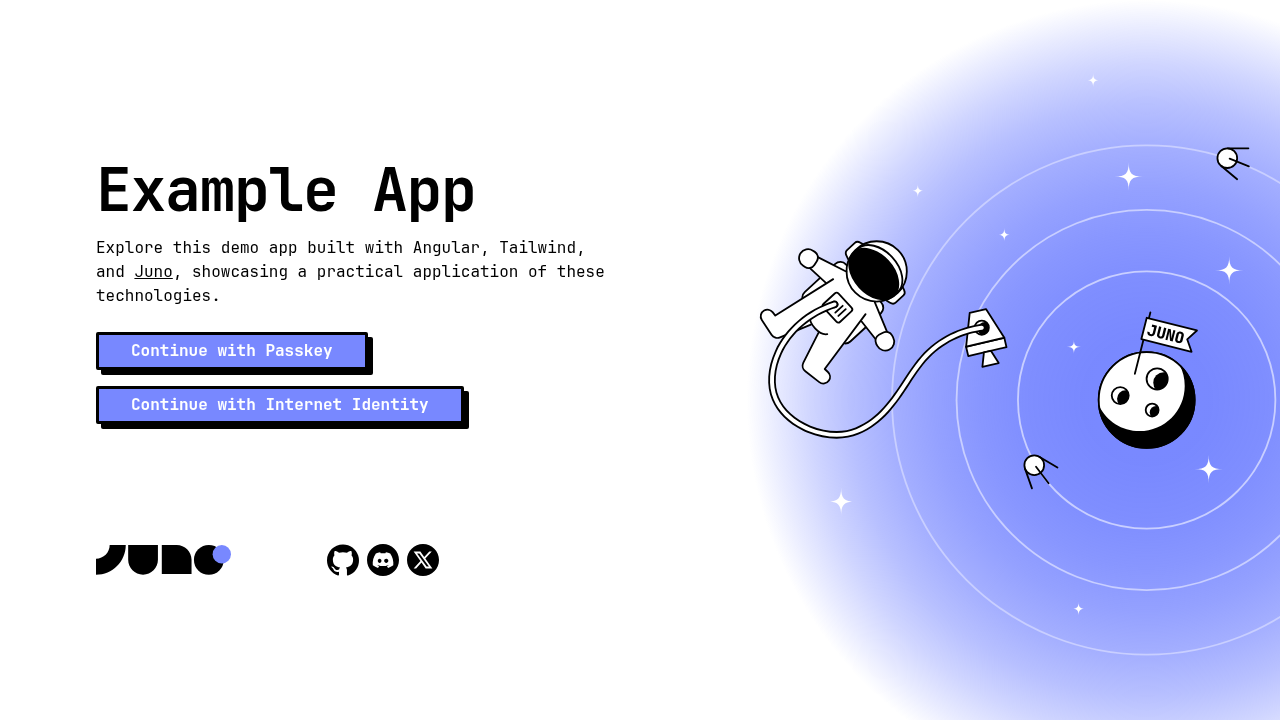 Example App
Explore this demo app built with Angular, Tailwind,
and Juno, showcasing a practical application of these
technologies.
Continue with Passkey
Continue with Internet Identity
JUNO
JUNO